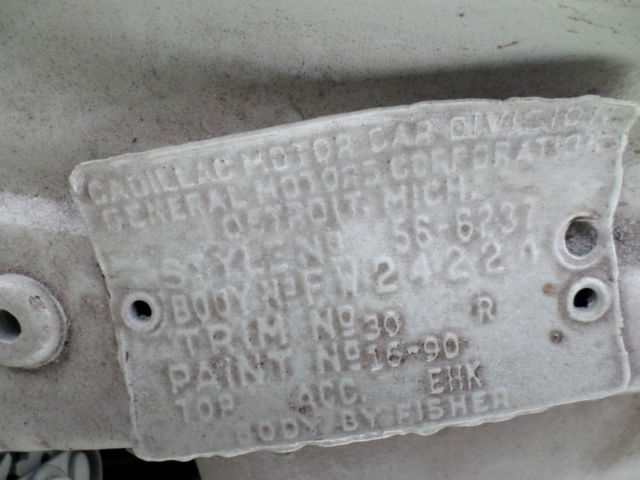 CADILLAC MOTOR CAR DIVISION
GENERAL MOTORS CORPORATION
DETROIT, MICH.
STYLE NO. 56-6237
BODY Nº FW 24221
TRIM Nº 30 R
PAINT Nº 16-90
TOP ACC. EHK
BODY BY FISHER